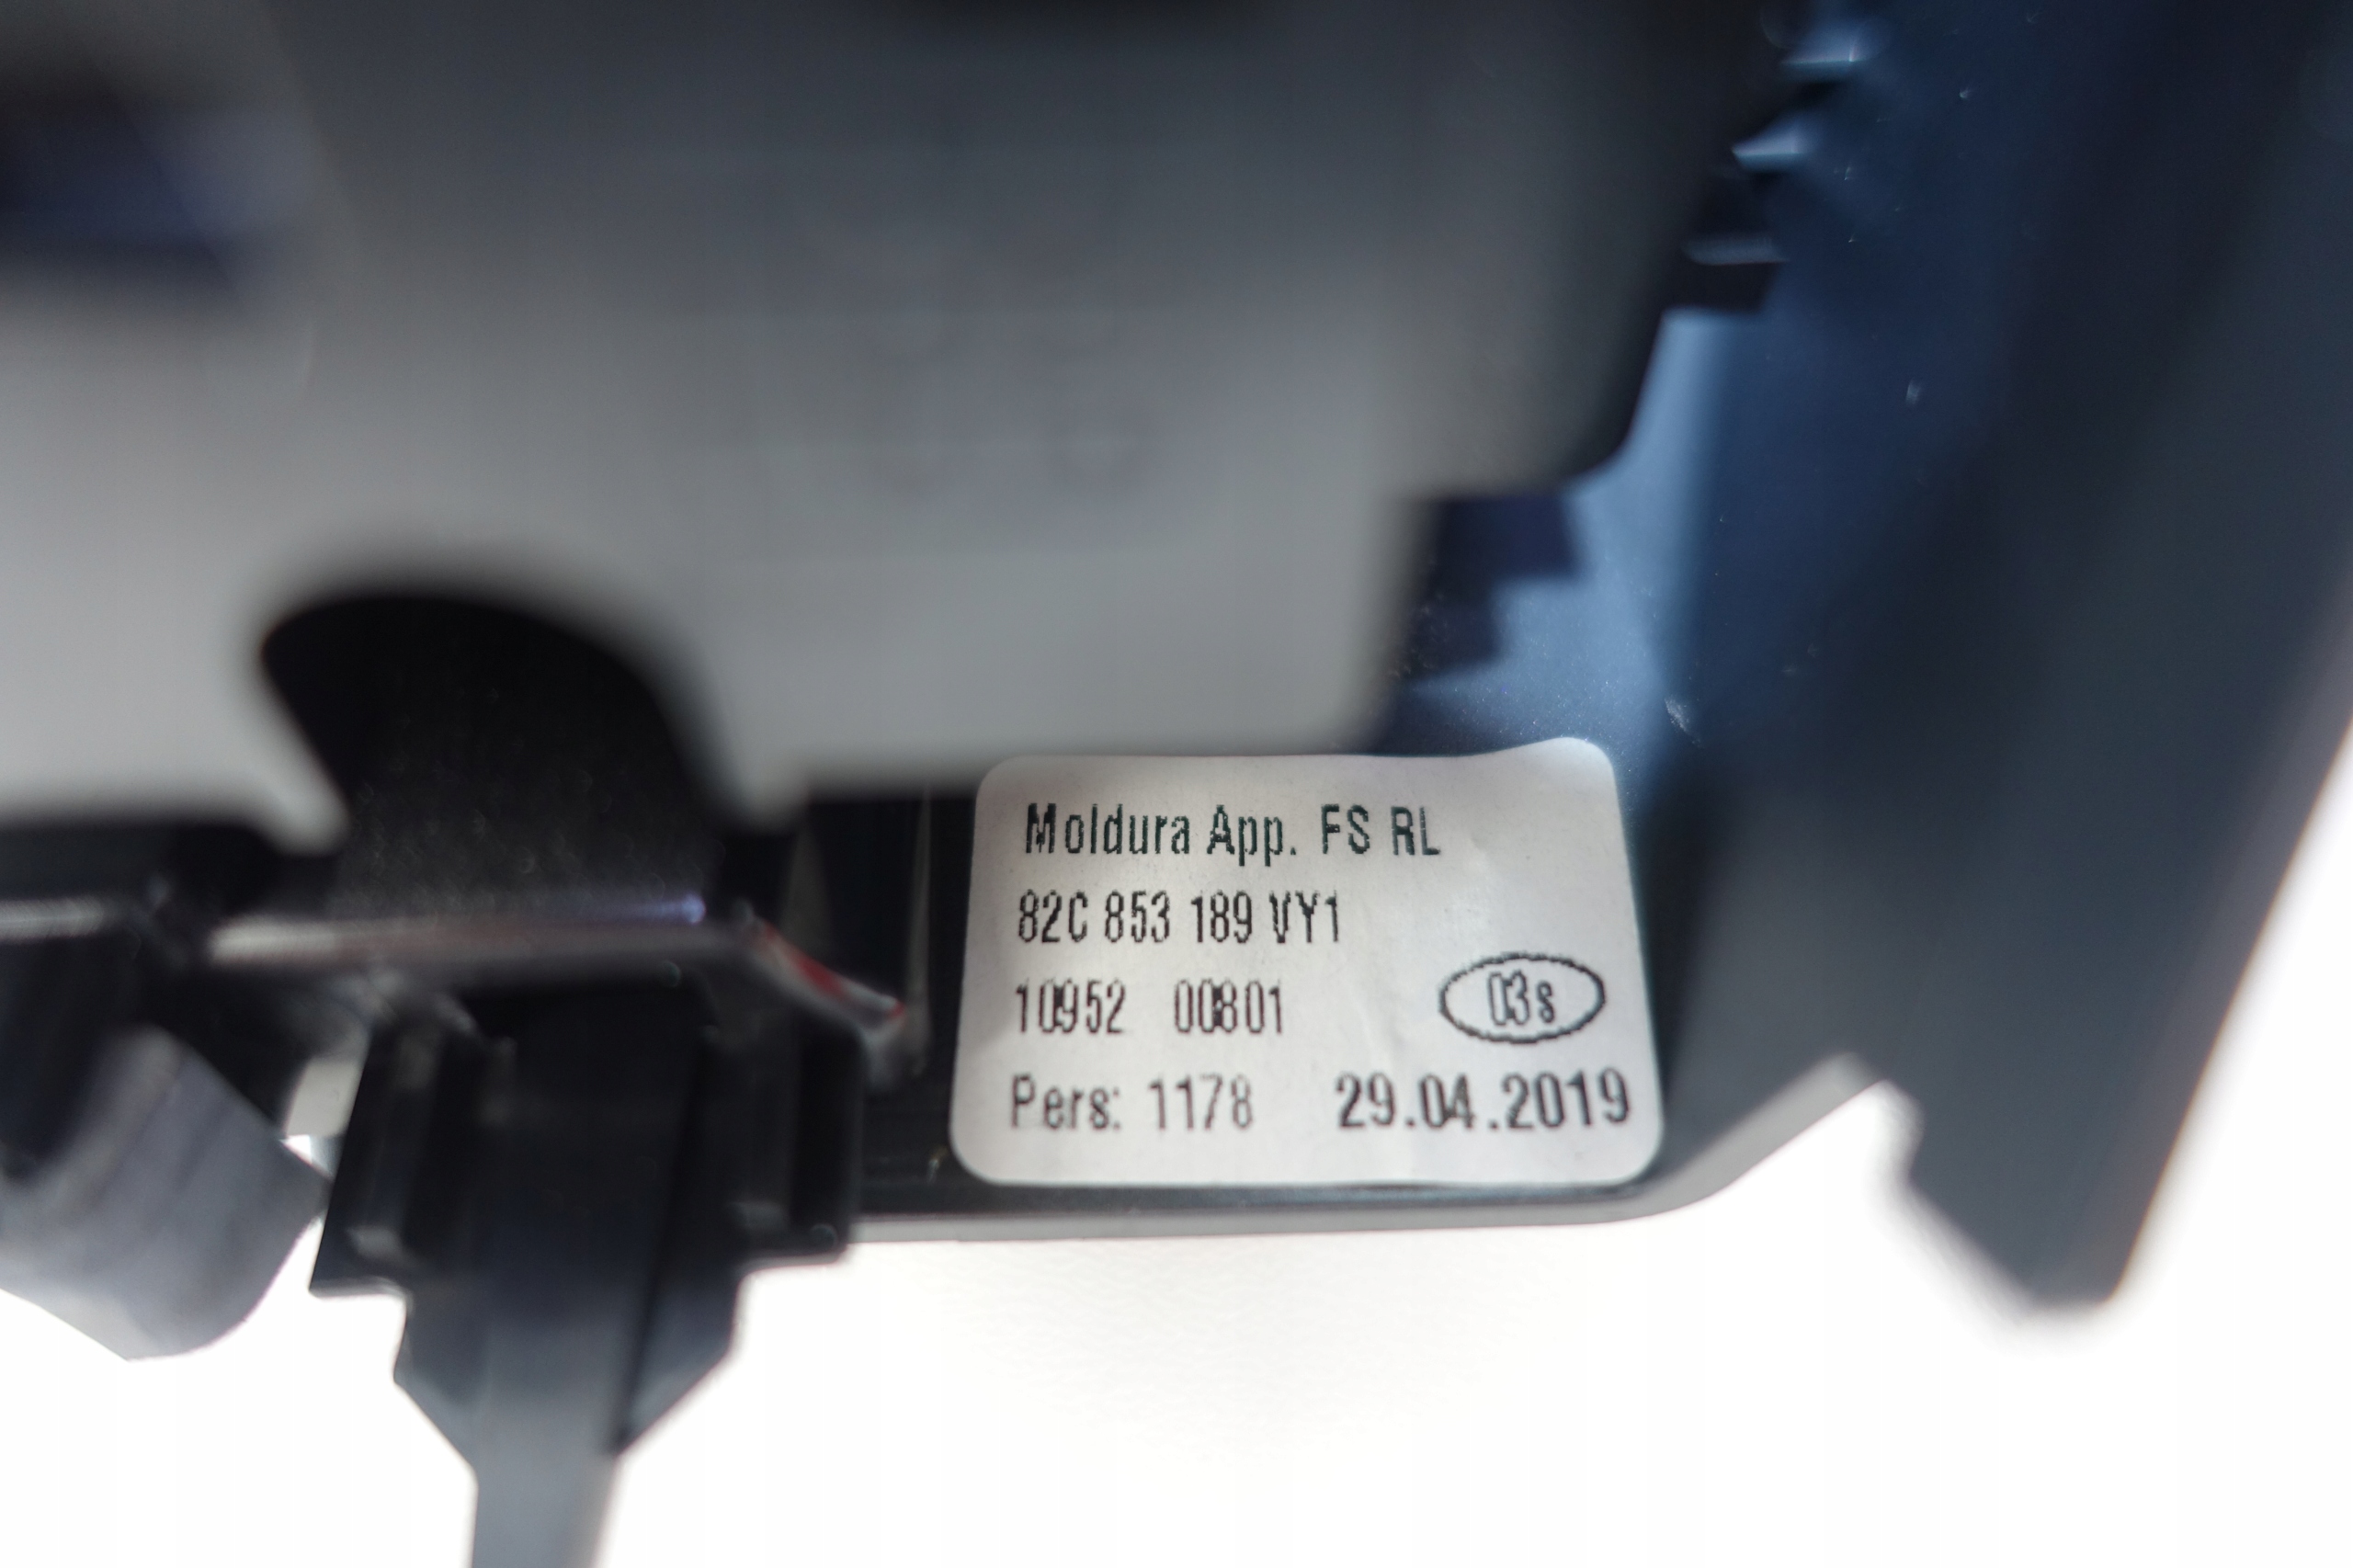 Moldura App. FS RL
82C 853 189 VY1
10952 00801
03s
Pers: 1178 29.04.2019